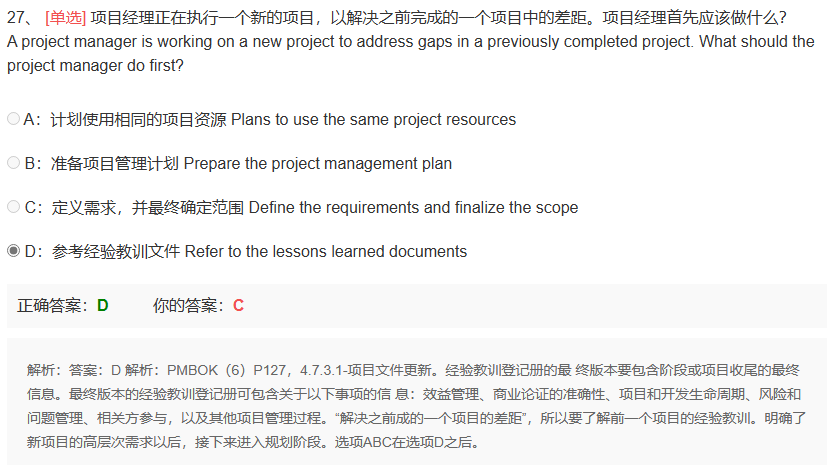 27、 [单选] 项目经理正在执行一个新的项目，以解决之前完成的一个项目中的差距。项目经理首先应该做什么？
A project manager is working on a new project to address gaps in a previously completed project. What should the
project manager do first?
A：计划使用相同的项目资源 Plans to use the same project resources
B：准备项目管理计划 Prepare the project management plan
C：定义需求，并最终确定范围 Define the requirements and finalize the scope
D：参考经验教训文件 Refer to the lessons learned documents
正确答案：D 你的答案：C
解析：答案：D 解析：PMBOK（6）P127，4.7.3.1-项目文件更新。经验教训登记册的最 终版本要包含阶段或项目收尾的最终
信息。最终版本的经验教训登记册可包含关于以下事项的信 息：效益管理、商业论证的准确性、项目和开发生命周期、风险和
问题管理、相关方参与，以及其他项目管理过程。“解决之前成的一个项目的差距”，所以要了解前一个项目的经验教训。明确了
新项目的高层次需求以后，接下来进入规划阶段。选项ABC在选项D之后。